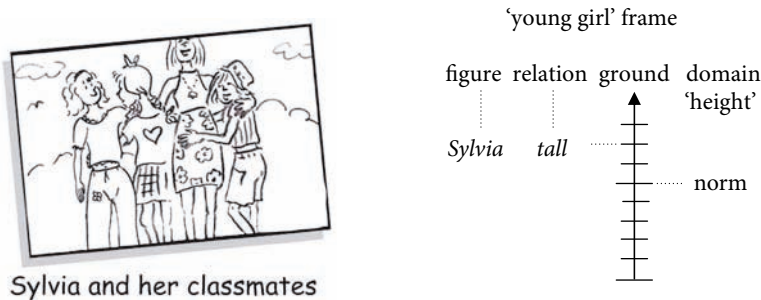 Sylvia and her classmates
‘young girl’ frame
figure relation ground domain
‘height’
Sylvia tall
norm